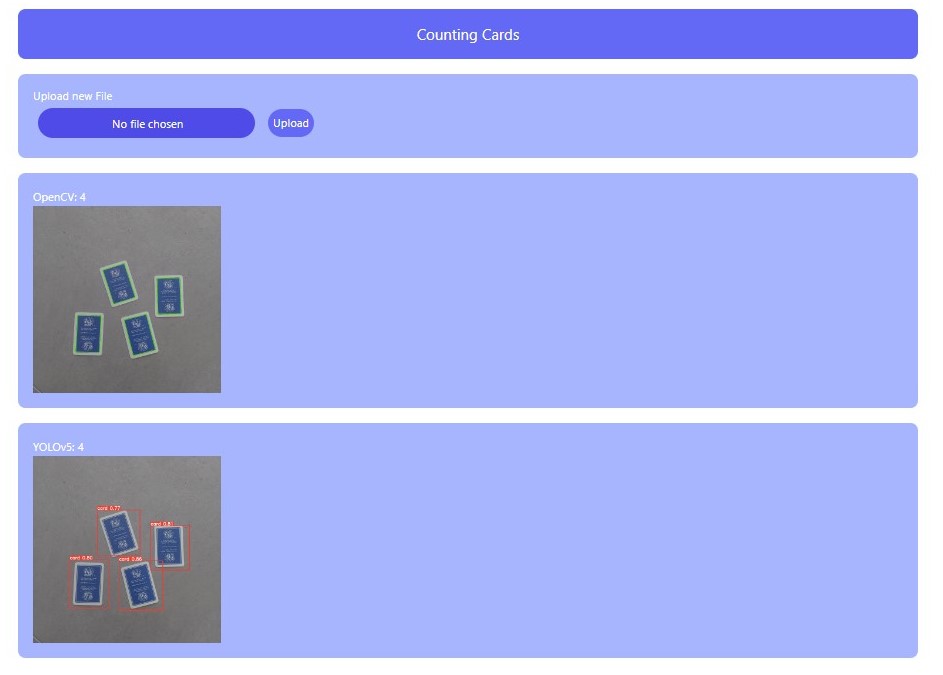 Counting Cards
Upload new File
No file chosen
Upload
OpenCV: 4
YOLOv5: 4
card 0.77
card 0.81
card 0.80
card 0.86